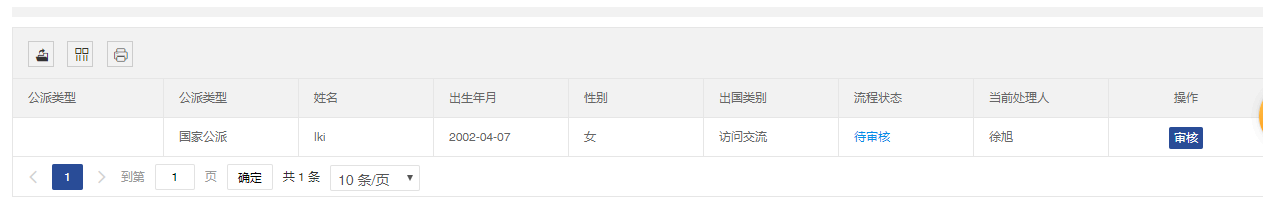 公派类型 公派类型 姓名 出生年月 性别 出国类别 流程状态 当前处理人 操作
国家公派 lki 2002-04-07 女 访问交流 待审核 徐旭 审核
1 到第 1 页 确定 共 1 条 10 条/页